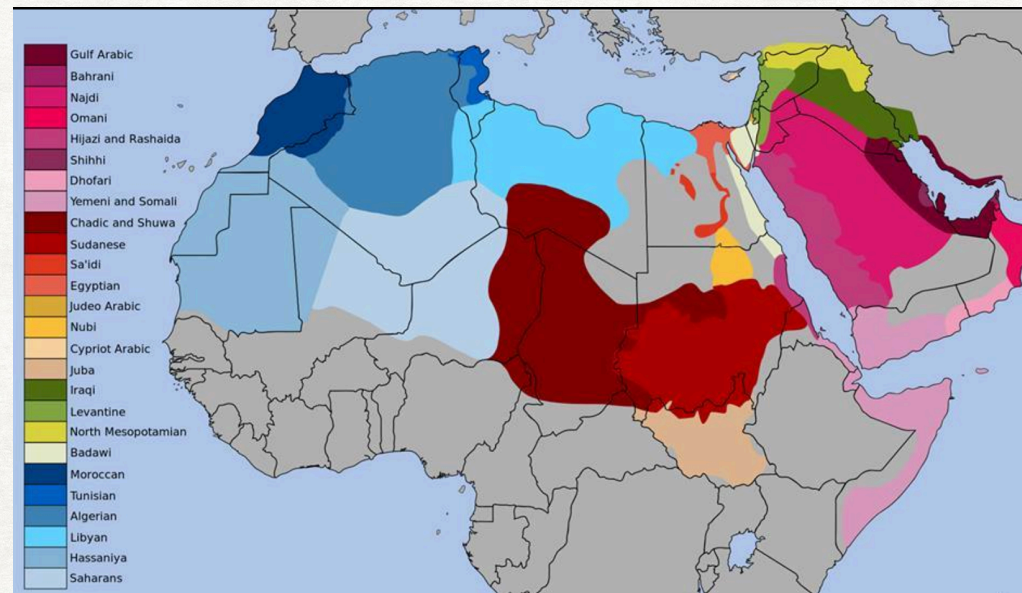 Gulf Arabic
Bahrani
Najdi
Omani
Hijazi and Rashaida
Shihhi
Dhofari
Yemeni and Somali
Chadic and Shuwa
Sudanese
Sa'idi
Egyptian
Judeo Arabic
Nubi
Cypriot Arabic
Juba
Iraqi
Levantine
North Mesopotamian
Badawi
Moroccan
Tunisian
Algerian
Libyan
Hassaniya
Saharans